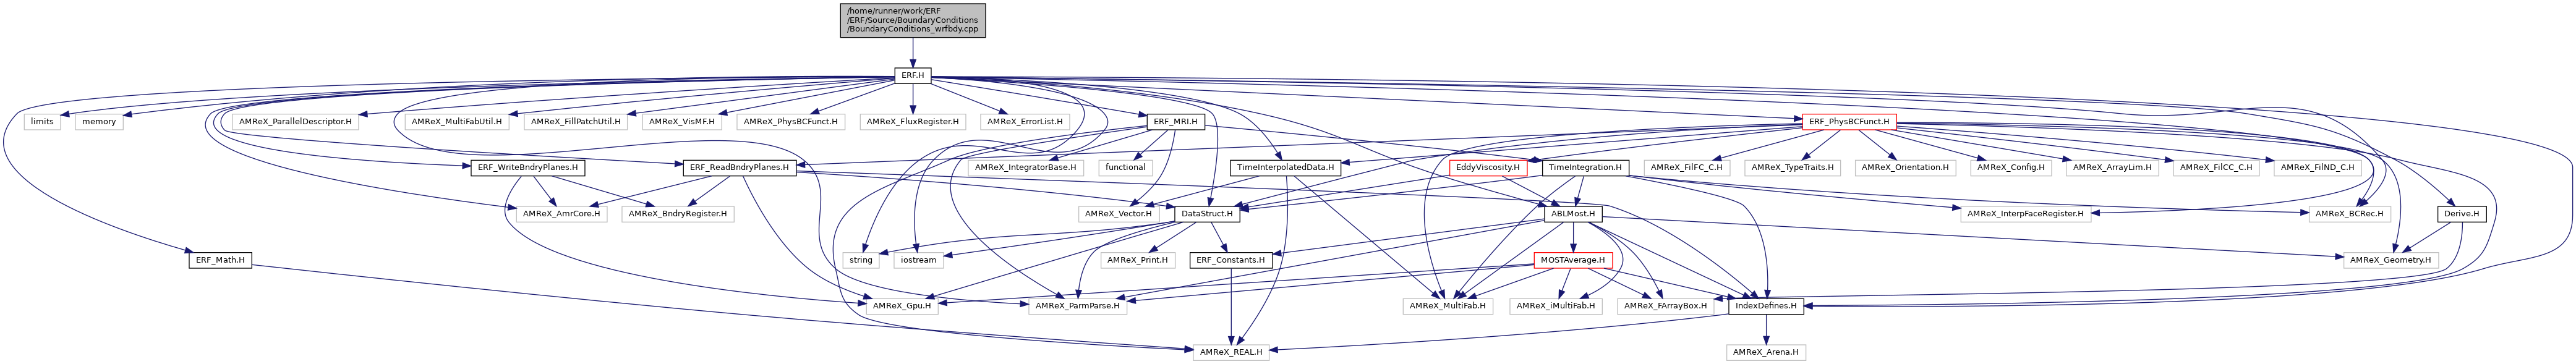 /home/runner/work/ERF
/ERF/Source/BoundaryConditions
/BoundaryConditions_wrfbdy.cpp
ERF.H
limits
memory
AMReX_ParallelDescriptor.H
AMReX_MultiFabUtil.H
AMReX_FillPatchUtil.H
AMReX_VisMF.H
AMReX_PhysBCFunct.H
AMReX_FluxRegister.H
AMReX_ErrorList.H
ERF_MRI.H
ERF_PhysBCFunct.H
ERF_WriteBndryPlanes.H
ERF_ReadBndryPlanes.H
AMReX_IntegratorBase.H
functional
TimeInterpolatedData.H
EddyViscosity.H
TimeIntegration.H
AMReX_FilFC_C.H
AMReX_TypeTraits.H
AMReX_Orientation.H
AMReX_Config.H
AMReX_ArrayLim.H
AMReX_FilCC_C.H
AMReX_FilND_C.H
AMReX_AmrCore.H
AMReX_BndryRegister.H
AMReX_Vector.H
DataStruct.H
ABLMost.H
AMReX_InterpFaceRegister.H
AMReX_BCRec.H
Derive.H
ERF_Math.H
string
iostream
AMReX_Print.H
ERF_Constants.H
MOSTAverage.H
AMReX_Geometry.H
AMReX_Gpu.H
AMReX_ParmParse.H
AMReX_MultiFab.H
AMReX_iMultiFab.H
AMReX_FArrayBox.H
IndexDefines.H
AMReX_REAL.H
AMReX_Arena.H